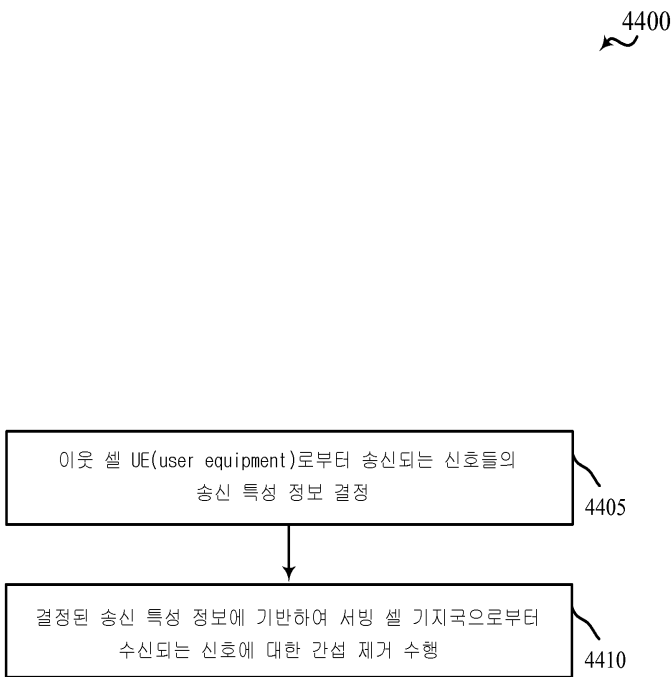 4400
이웃 셀 UE(user equipment)로부터 송신되는 신호들의
송신 특성 정보 결정
4405
결정된 송신 특성 정보에 기반하여 서빙 셀 기지국으로부터
수신되는 신호에 대한 간섭 제거 수행
4410